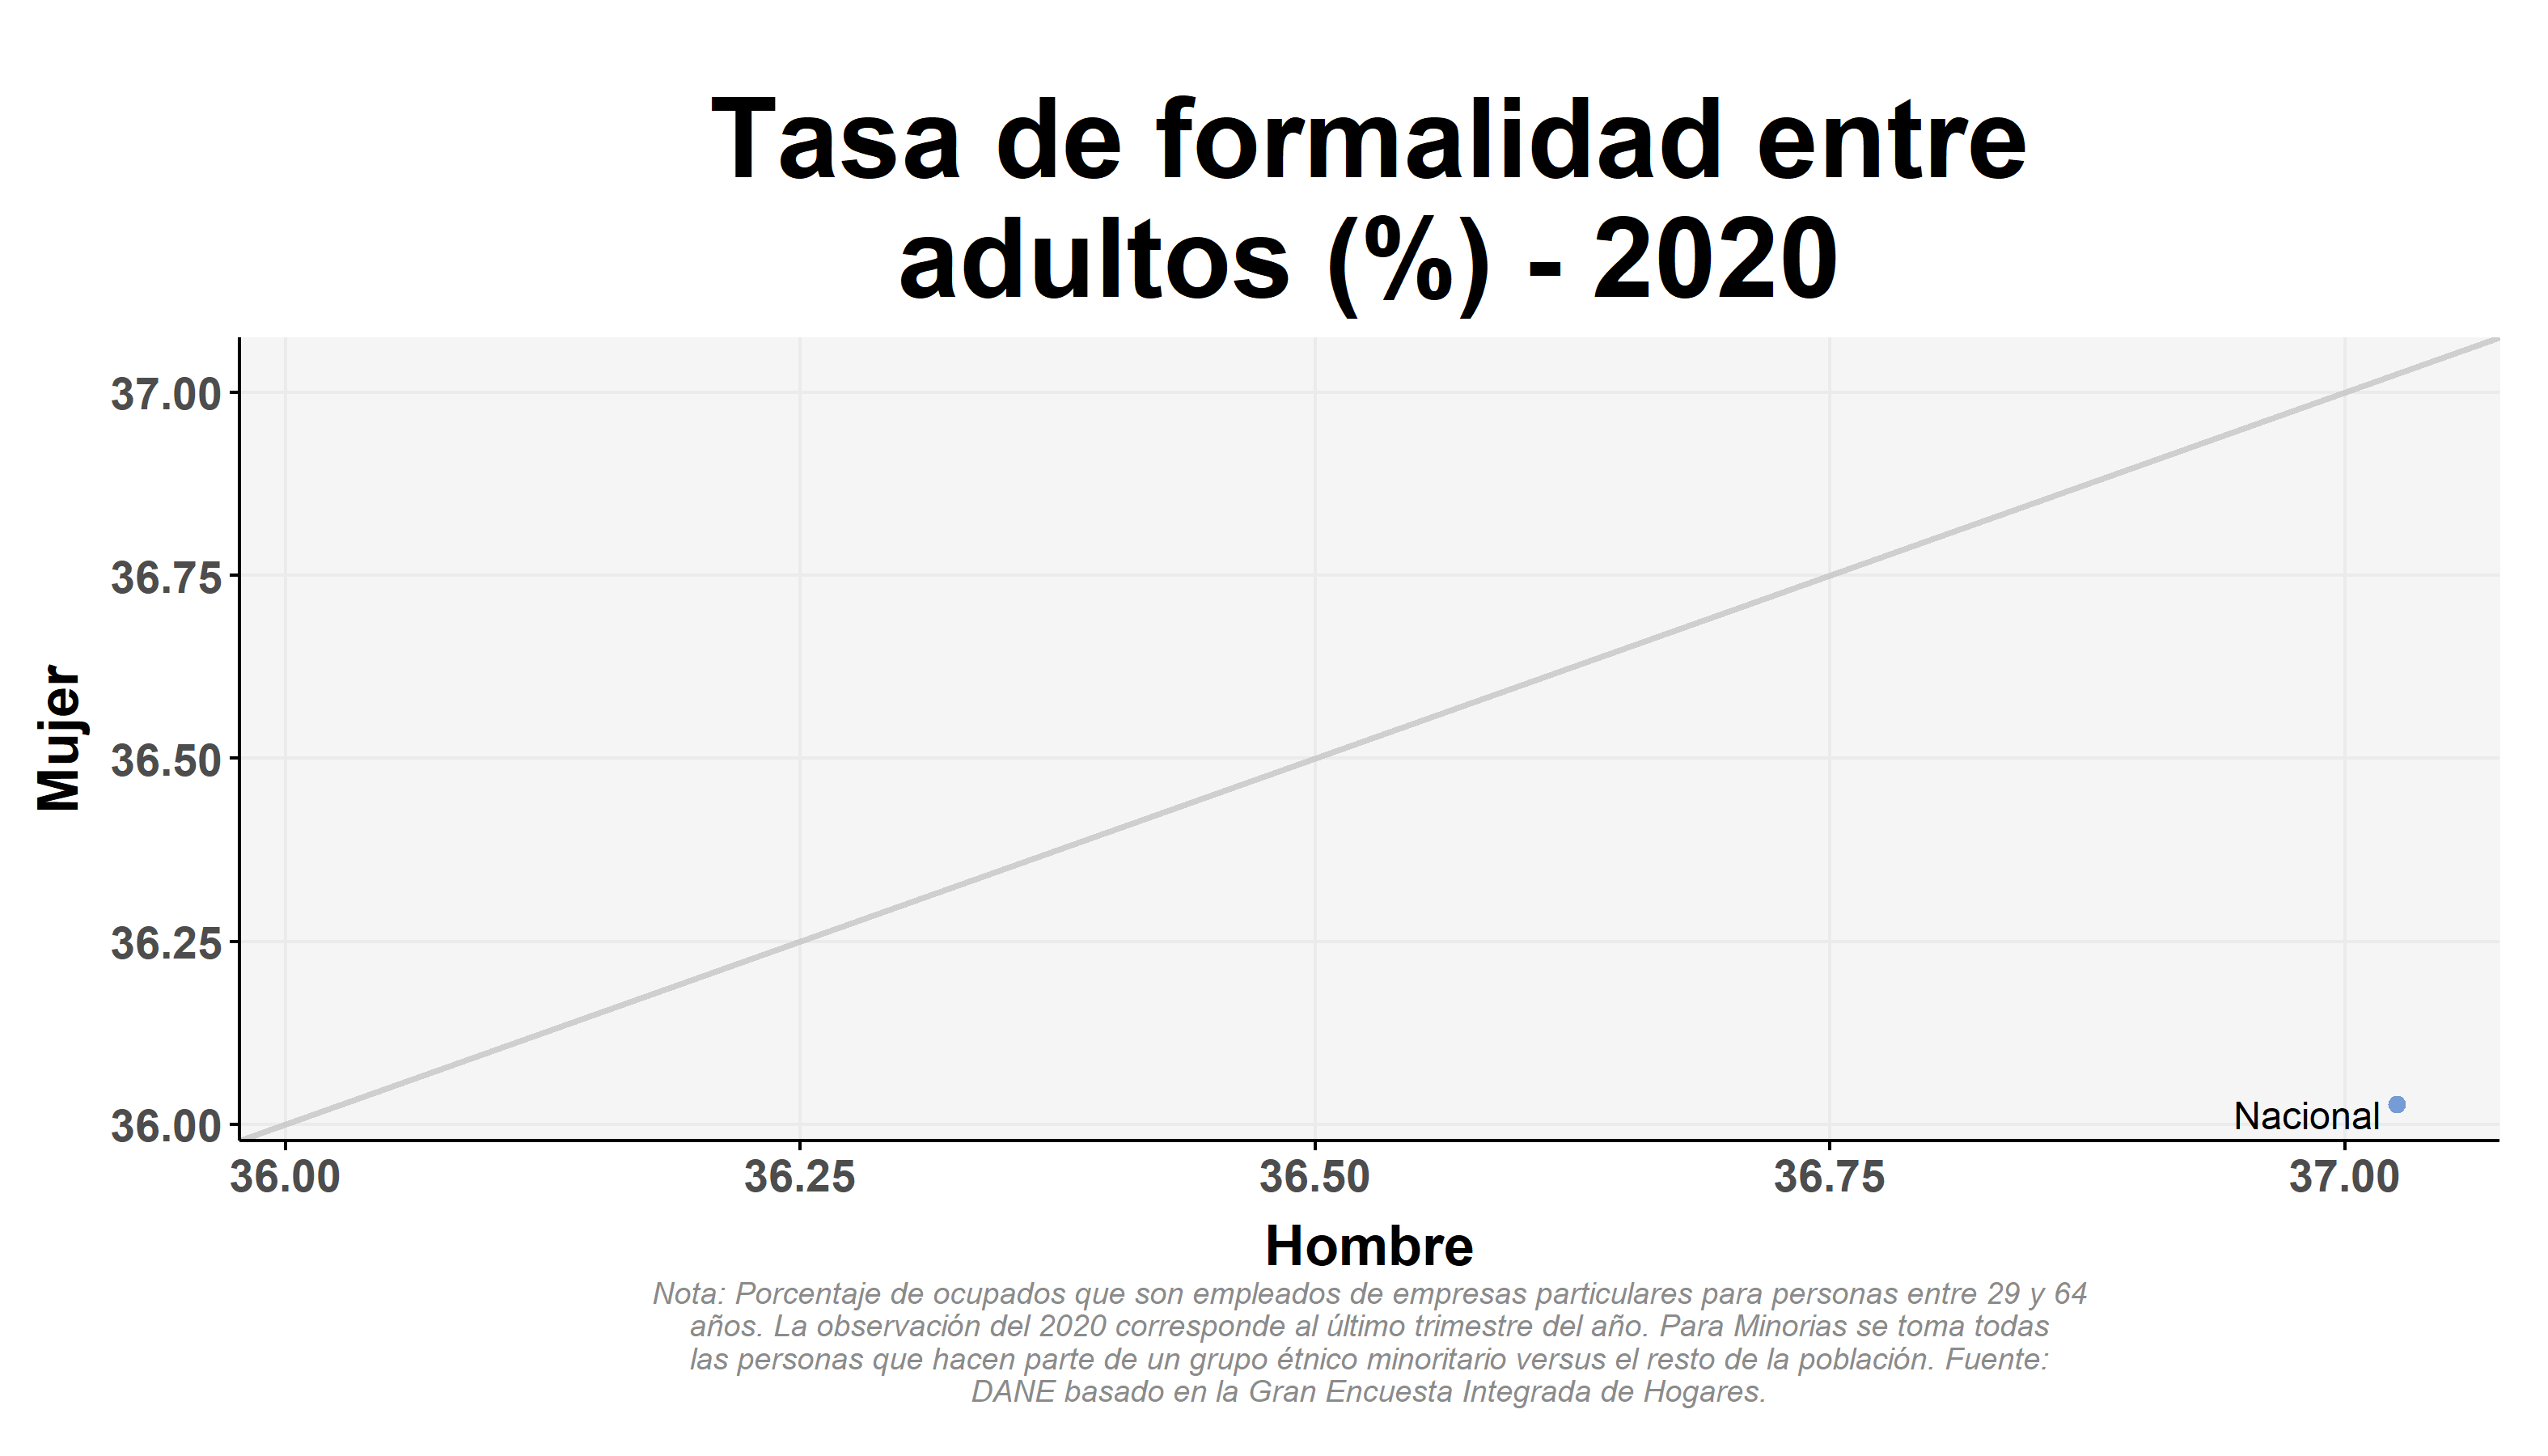 Tasa de formalidad entre
adultos (%) - 2020
37.00
36.75
36.50
36.25
36.00
Mujer
Nacional
36.00 36.25 36.50 36.75 37.00
Hombre
Nota: Porcentaje de ocupados que son empleados de empresas particulares para personas entre 29 y 64
años. La observación del 2020 corresponde al último trimestre del año. Para Minorias se toma todas
las personas que hacen parte de un grupo étnico minoritario versus el resto de la población. Fuente:
DANE basado en la Gran Encuesta Integrada de Hogares.